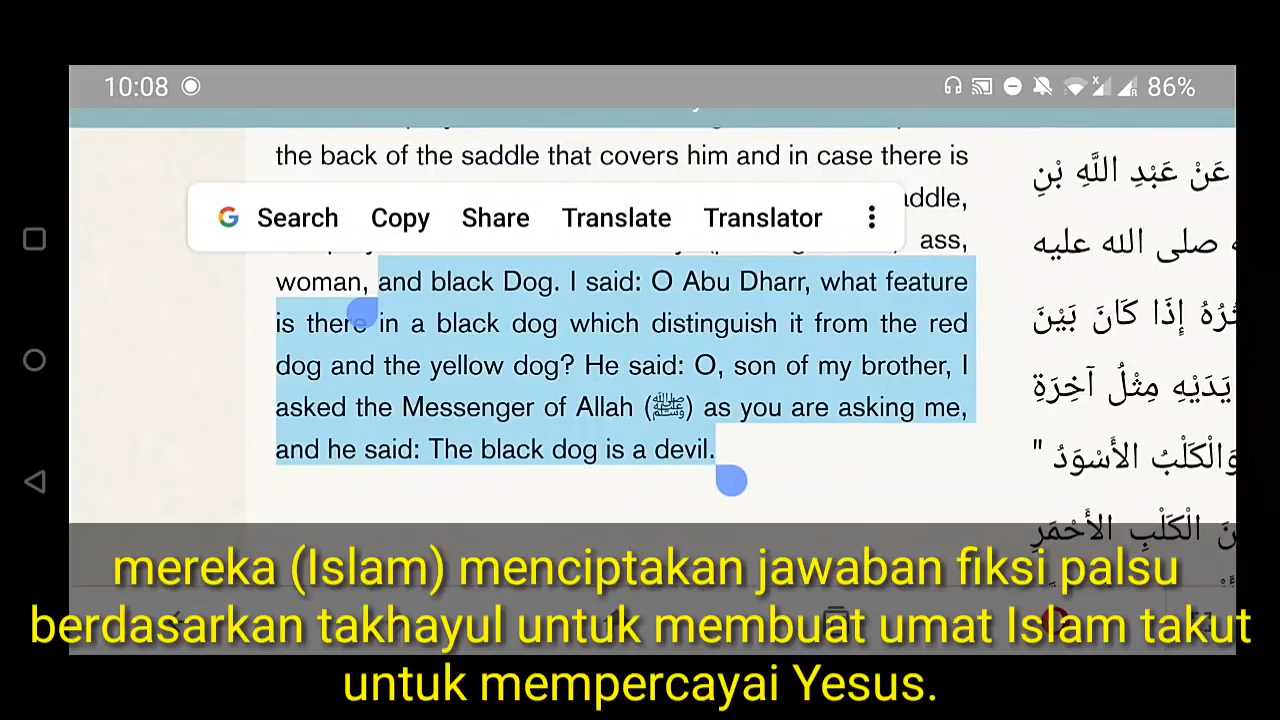 10:08 86%
the back of the saddle that covers him and in case there is
Search Copy Share Translate Translator
addle,
ass,
woman, and black Dog. I said: O Abu Dharr, what feature
is there in a black dog which distinguish it from the red
dog and the yellow dog? He said: O, son of my brother, I
asked the Messenger of Allah (ﷺ) as you are asking me,
and he said: The black dog is a devil.
عَنْ عَبْدِ اللَّهِ بْنِ
صلى الله عليه
إِذَا كَانَ بَيْنَ
يَدَيْهِ مِثْلُ آخِرَةِ
وَالْكَلْبُ الأَسْوَدُ "
الْكَلْبِ الأَحْمَرِ
mereka (Islam) menciptakan jawaban fiksi palsu
berdasarkan takhayul untuk membuat umat Islam takut
untuk mempercayai Yesus.